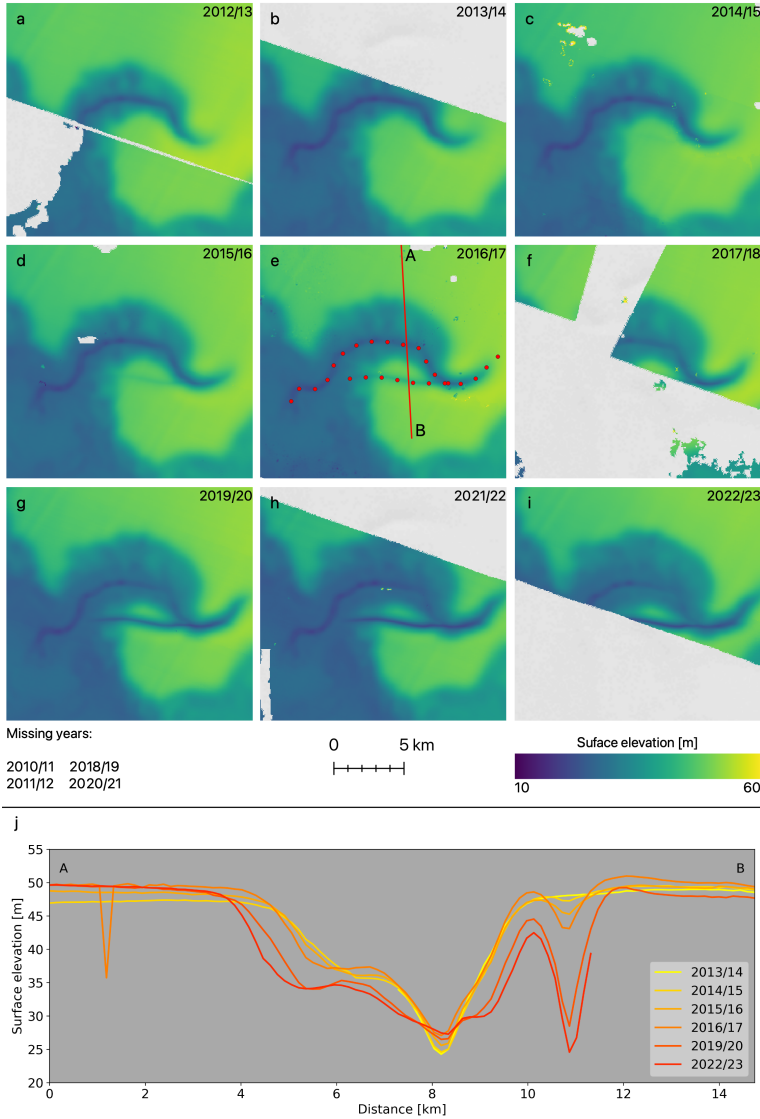 a 2012/13
b 2013/14
c 2014/15
d 2015/16
e 2016/17
A
B
f 2017/18
g 2019/20
h 2021/22
i 2022/23
Missing years:
2010/11 2018/19
2011/12 2020/21
0 5 km
Suface elevation [m]
10 60
j
A B
55
50
45
40
35
30
25
20
Surface elevation [m]
2013/14
2014/15
2015/16
2016/17
2019/20
2022/23
0 2 4 6 8 10 12 14
Distance [km]